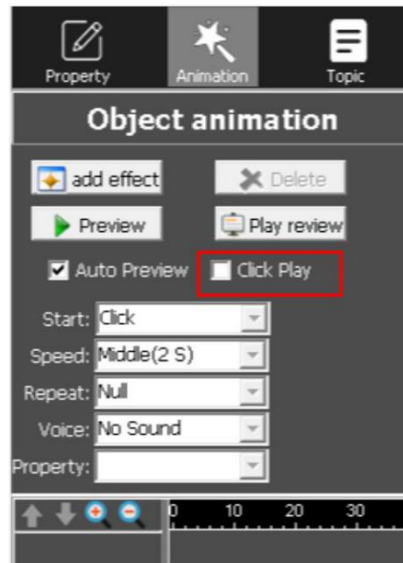 Property Animation Topic
Object animation
add effect Delete
Preview Play review
Auto Preview Click Play
Start: Click
Speed: Middle(2 S)
Repeat: Null
Voice: No Sound
Property:
0 10 20 30